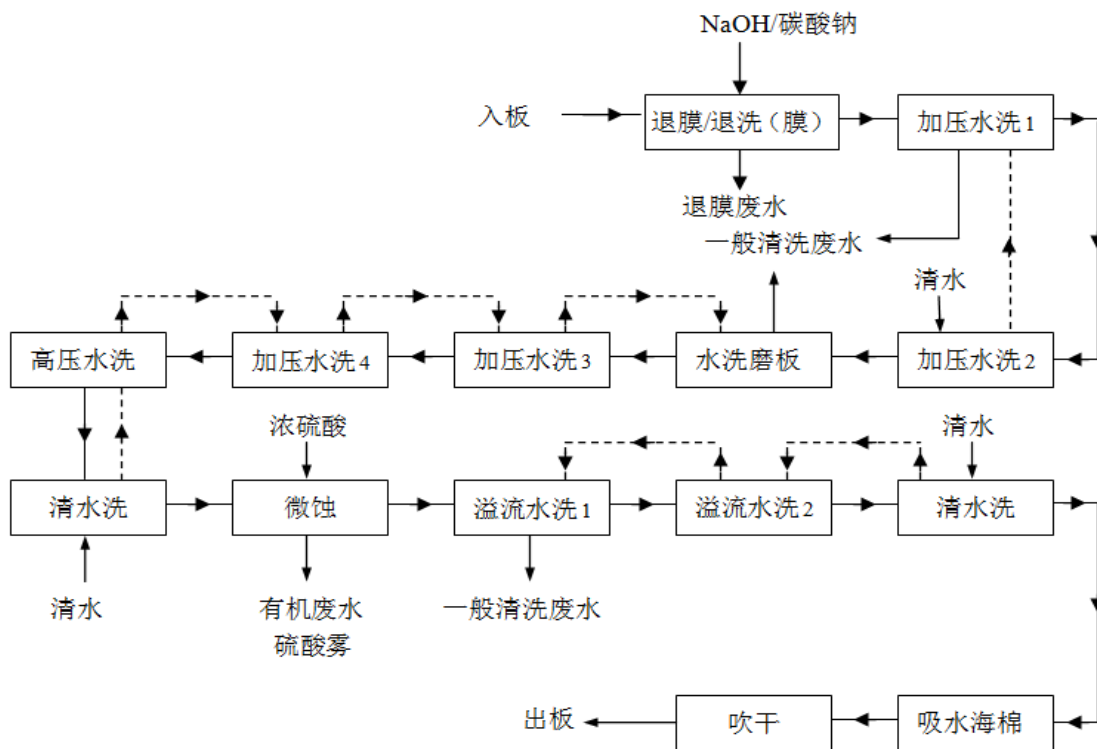 NaOH/碳酸钠
入板
退膜/退洗（膜）
加压水洗1
退膜废水
一般清洗废水
清水
高压水洗
加压水洗4
加压水洗3
水洗磨板
加压水洗2
浓硫酸
清水
清水洗
微蚀
溢流水洗1
溢流水洗2
清水洗
清水
有机废水
硫酸雾
一般清洗废水
出板
吹干
吸水海棉